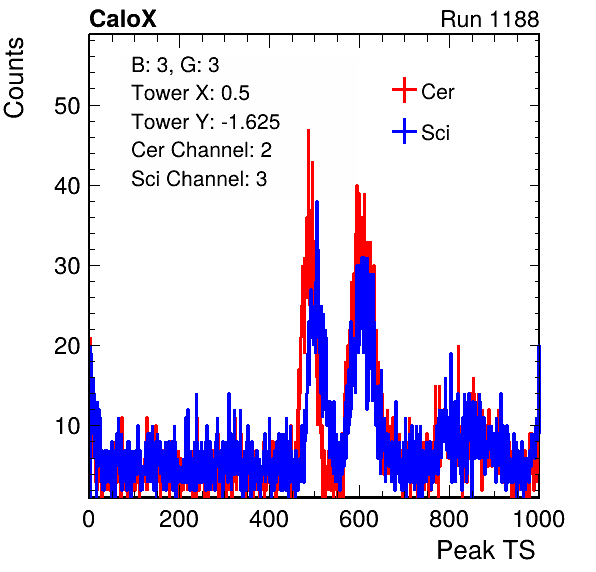 CaloX Run 1188
Counts
B: 3, G: 3
Tower X: 0.5
Tower Y: -1.625
Cer Channel: 2
Sci Channel: 3
Cer
Sci
50
40
30
20
10
0 200 400 600 800 1000
Peak TS